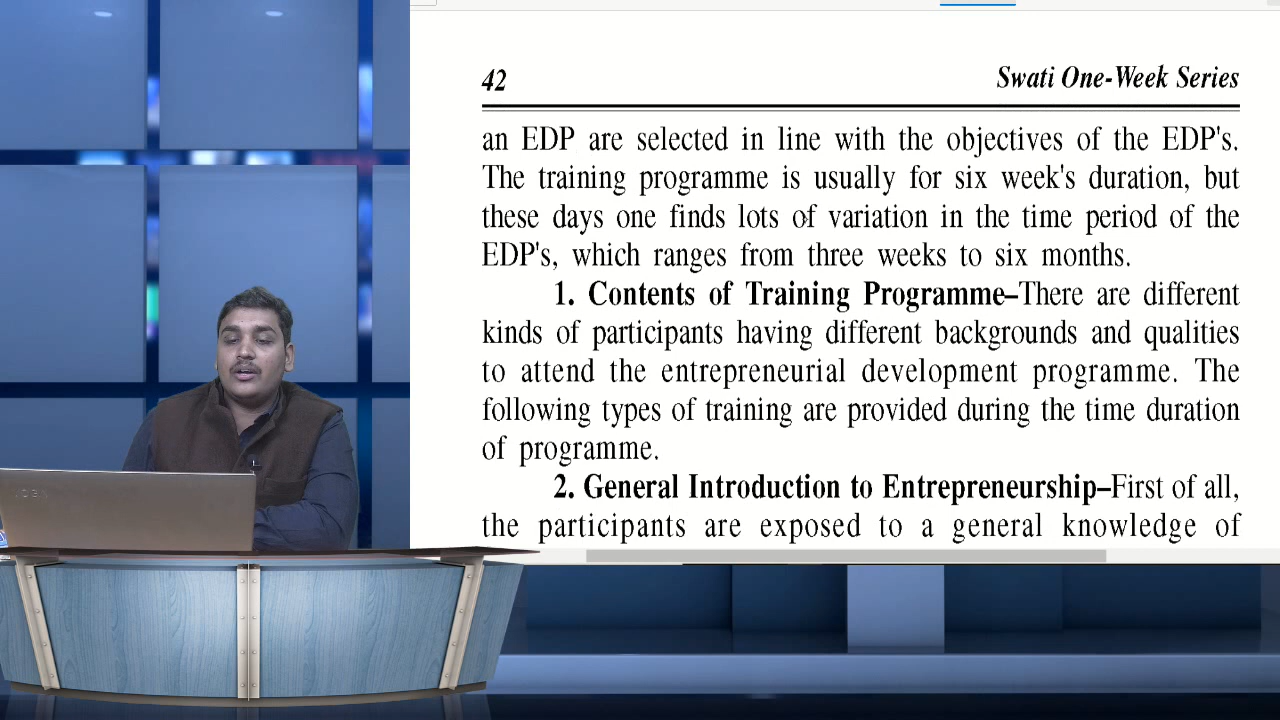 42
Swati One-Week Series
an EDP are selected in line with the objectives of the EDP's.
The training programme is usually for six week's duration, but
these days one finds lots of variation in the time period of the
EDP's, which ranges from three weeks to six months.
1. Contents of Training Programme–There are different
kinds of participants having different backgrounds and qualities
to attend the entrepreneurial development programme. The
following types of training are provided during the time duration
of programme.
2. General Introduction to Entrepreneurship–First of all,
the participants are exposed to a general knowledge of